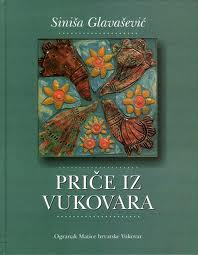 Siniša Glavašević
PRIČE IZ
VUKOVARA
Ogranak Matice hrvatske Vukovar